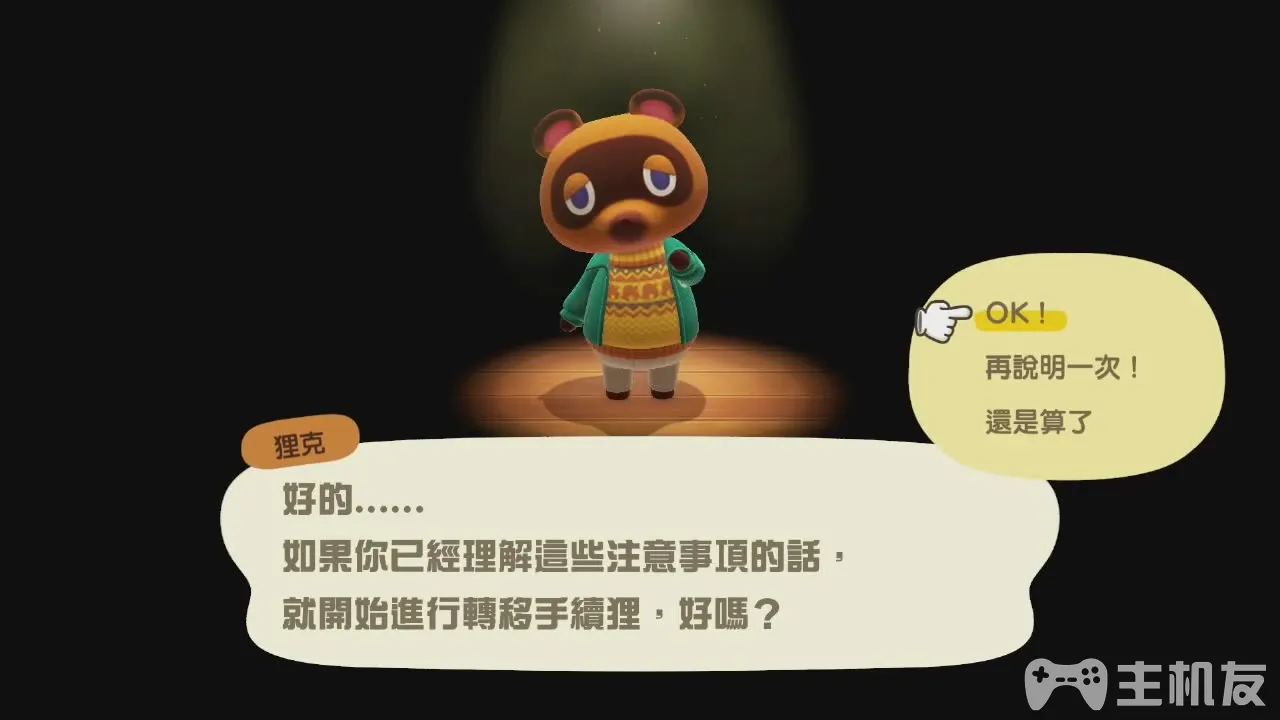 OK！
再說明一次！
還是算了
狸克
好的……
如果你已經理解這些注意事項的話，
就開始進行轉移手續狸，好嗎？
主机友